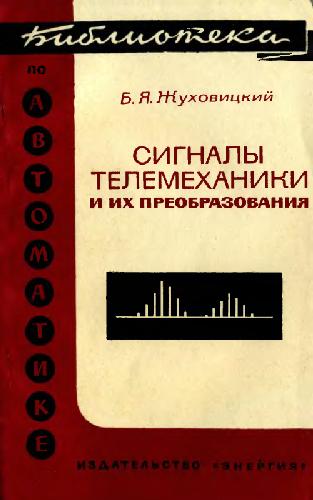 Библиотека
по
АВТОМАТИКЕ
Б. Я. Жуховицкий
СИГНАЛЫ
ТЕЛЕМЕХАНИКИ
И ИХ ПРЕОБРАЗОВАНИЯ
ИЗДАТЕЛЬСТВО «ЭНЕРГИЯ»